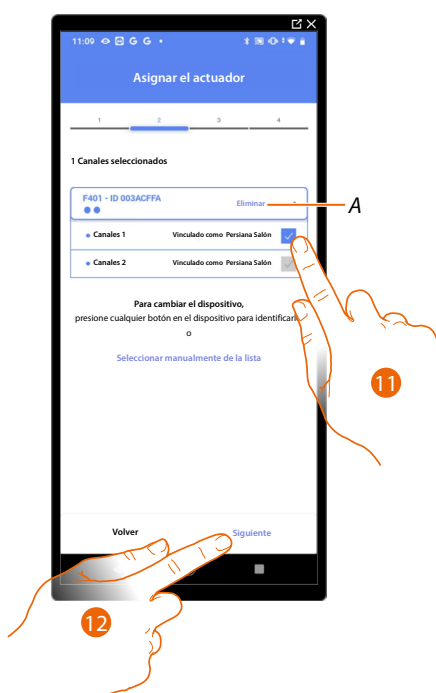 11:09 G G
Asignar el actuador
1 2 3 4
1 Canales seleccionados
F401 - ID 003ACFFA
Eliminar
A
Canales 1 Vinculado como Persiana Salón
Canales 2 Vinculado como Persiana Salón
Para cambiar el dispositivo,
presione cualquier botón en el dispositivo para identificar
o
Seleccionar manualmente de la lista
11
Volver Siguiente
12